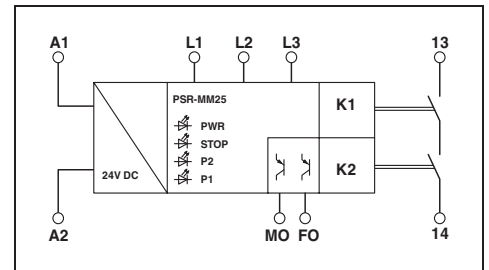 A1 L1 L2 L3 13
PSR-MM25
K1
PWR
STOP
P2
K2
24V DC
P1
A2 MO FO 14